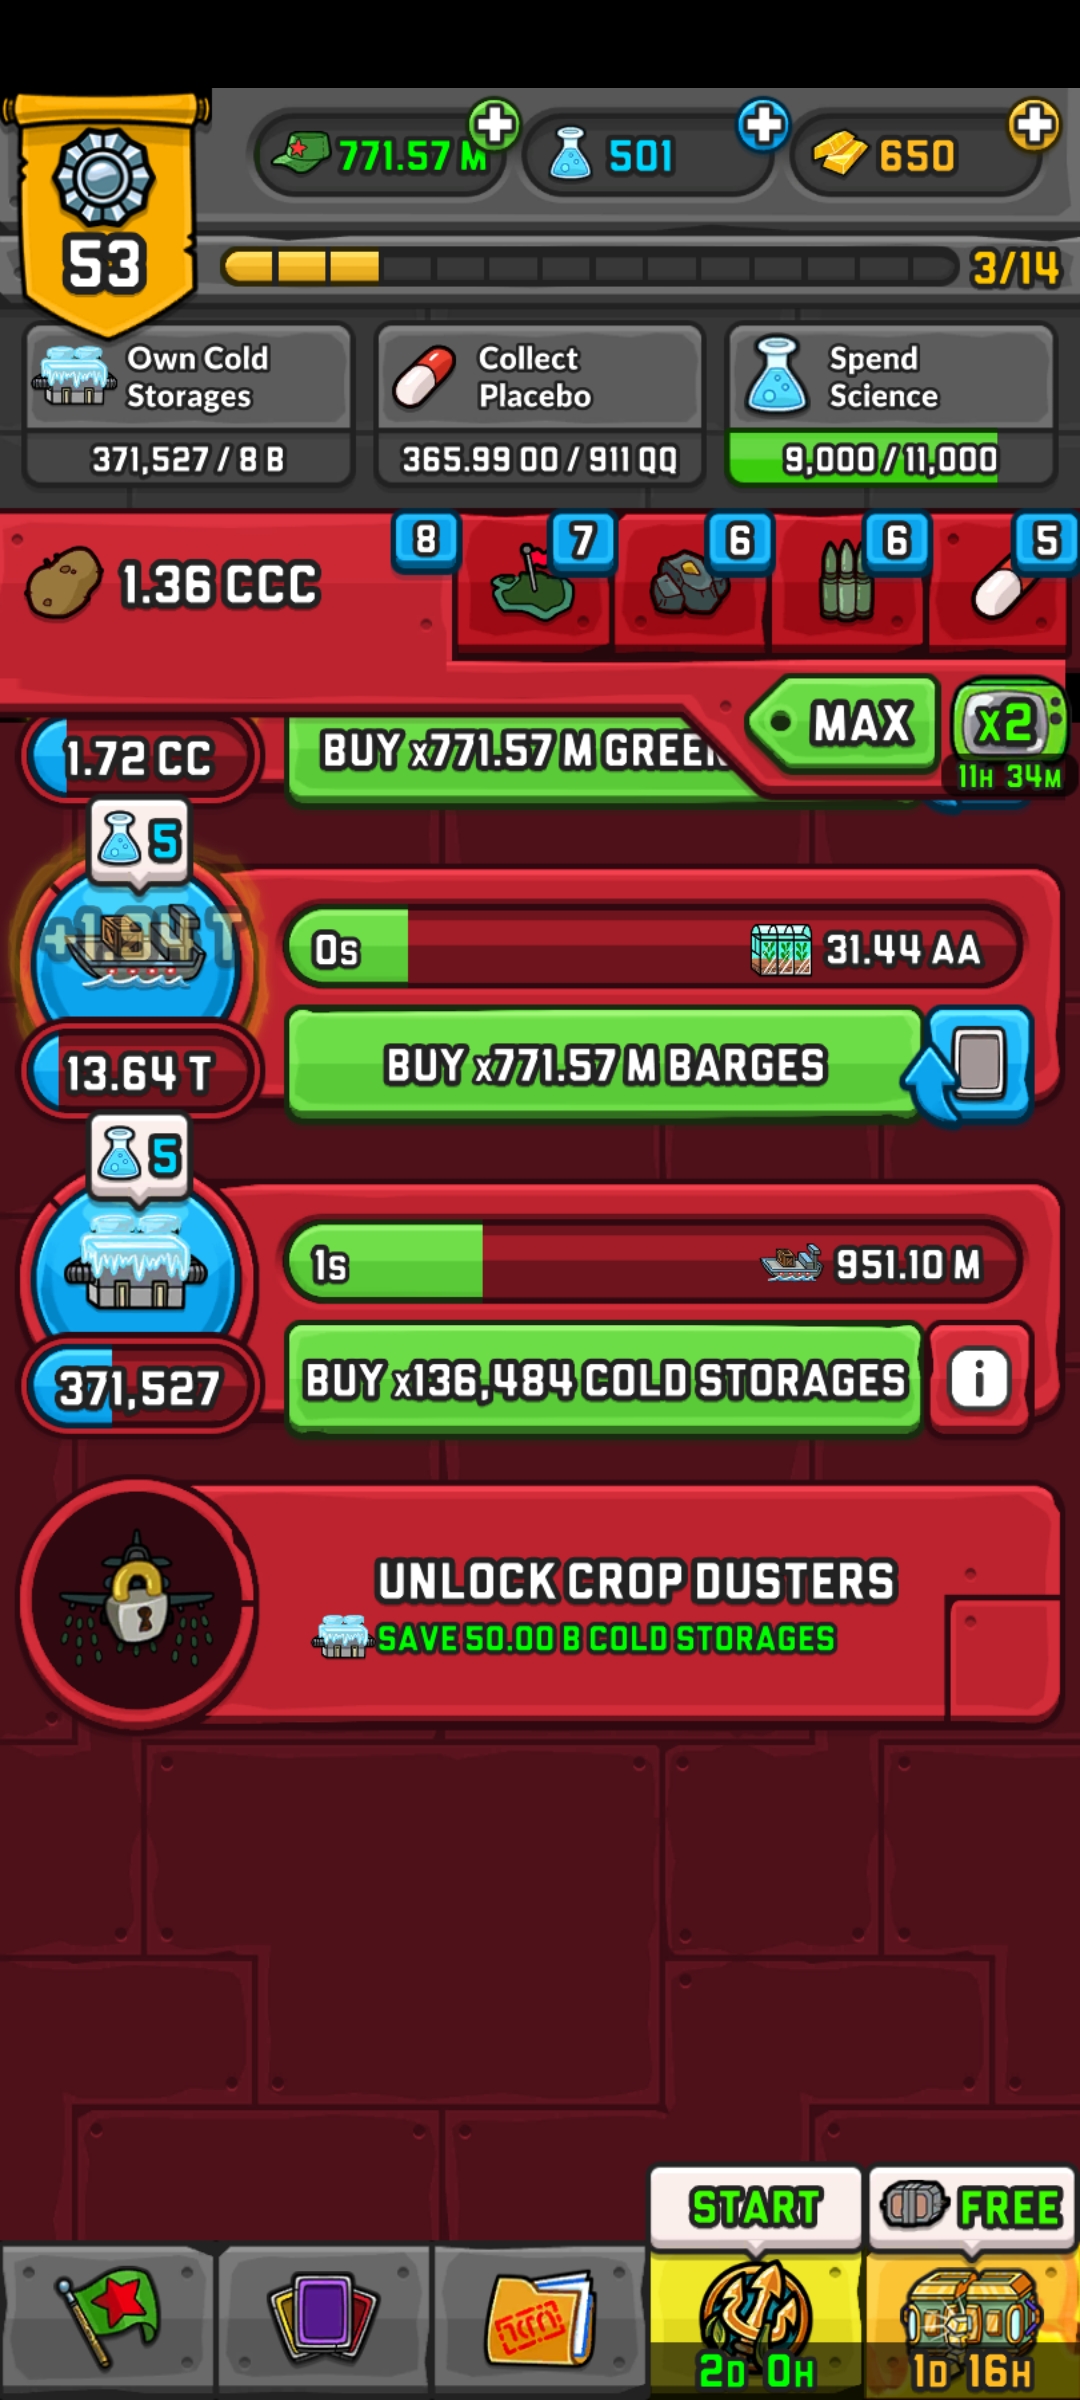 771.57 M
501
650
53
3/14
Own Cold
Storages
371,527 / 8 B
Collect
Placebo
365.99 OO / 911 QQ
Spend
Science
9,000 / 11,000
1.36 CCC
8
7
6
6
5
MAX
x2
11H 34M
1.72 CC
BUY x771.57 M GREEN
5
+1.94 T
0s
31.44 AA
13.64 T
BUY x771.57 M BARGES
5
1s
951.10 M
371,527
BUY x136,484 COLD STORAGES
i
UNLOCK CROP DUSTERS
SAVE 50.00 B COLD STORAGES
START
FREE
2D 0H
1D 16H